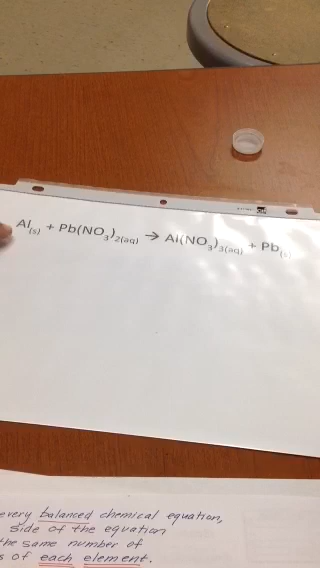 Al(s) + Pb(NO3)2(aq) → Al(NO3)3(aq) + Pb(s)
every balanced chemical equation,
side of the equation
the same number of
s of each element.